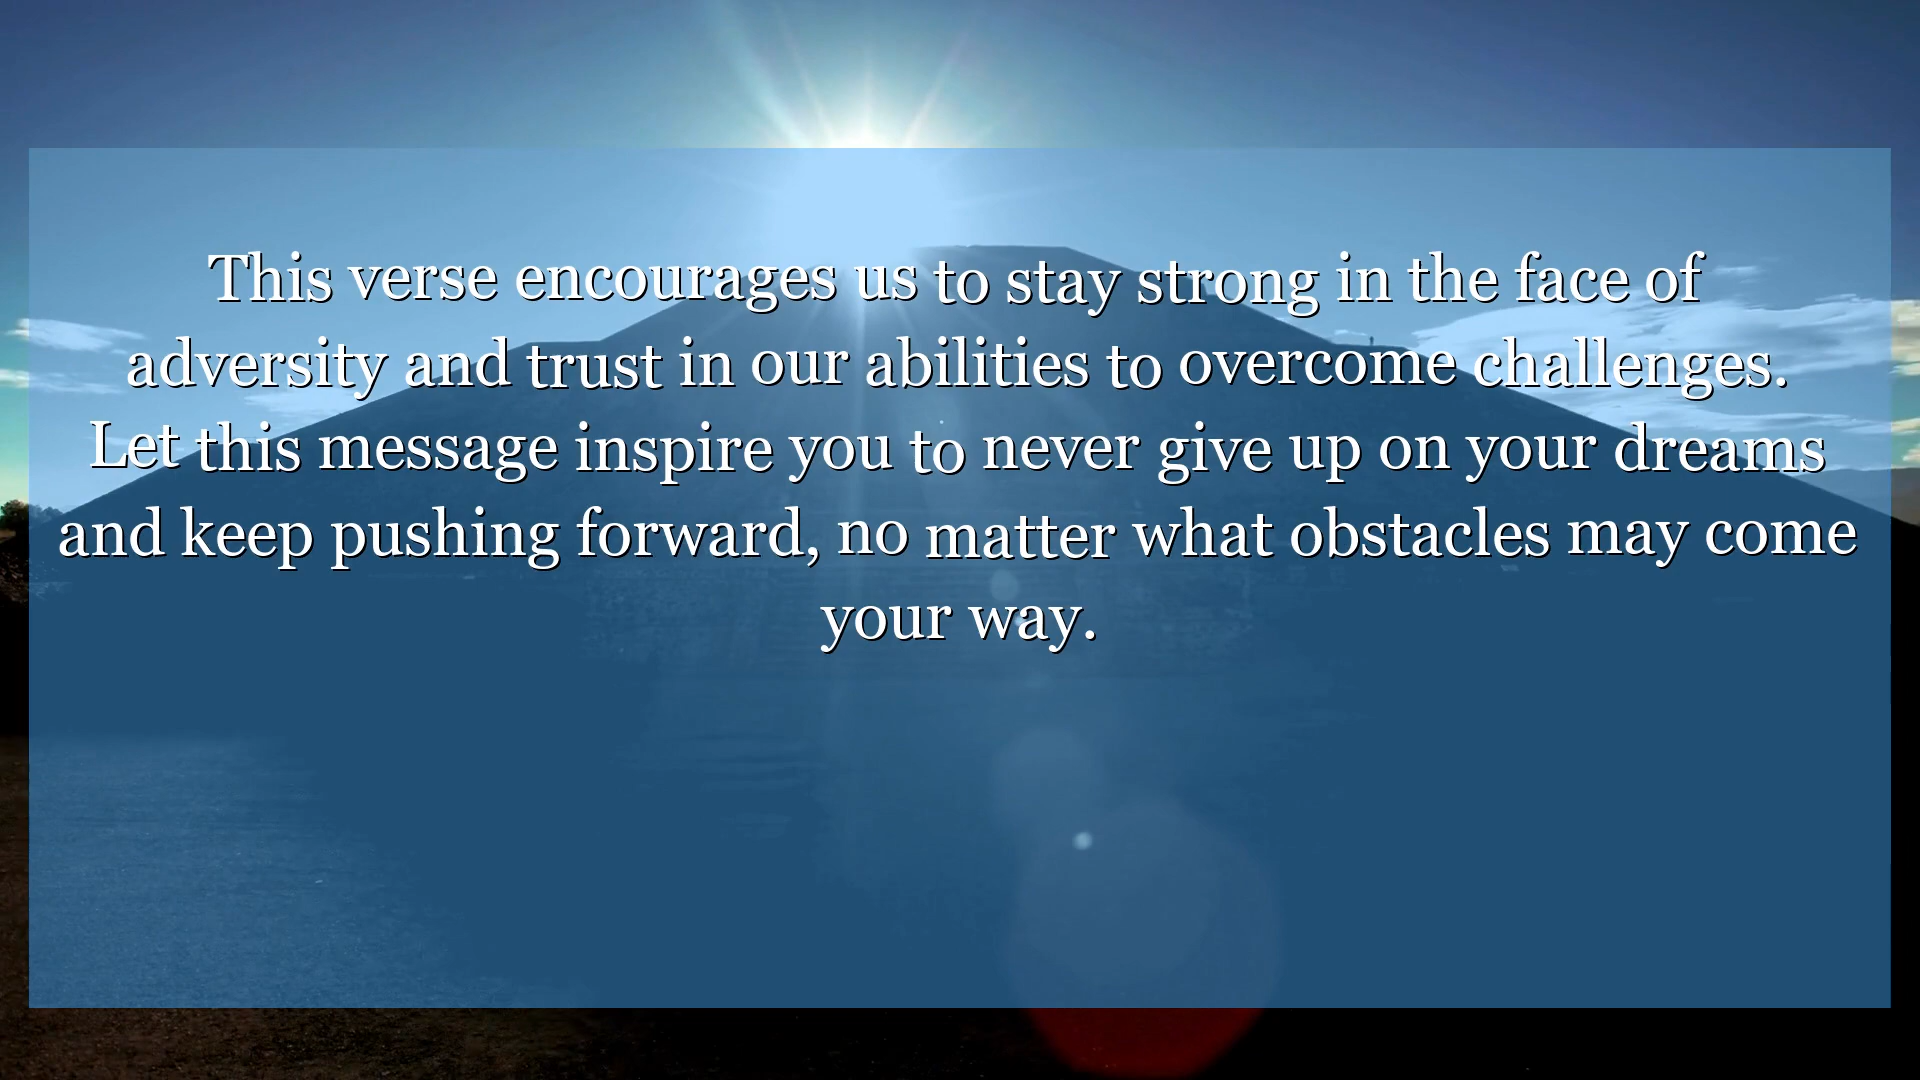 This verse encourages us to stay strong in the face of
adversity and trust in our abilities to overcome challenges.
Let this message inspire you to never give up on your dreams
and keep pushing forward, no matter what obstacles may come
your way.